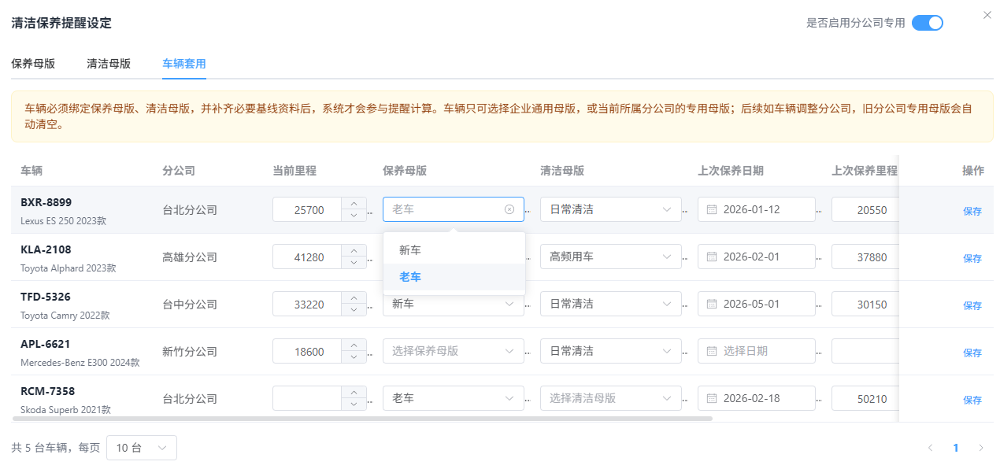 清洁保养提醒设定
是否启用分公司专用
保养母版 清洁母版 车辆套用
车辆必须绑定保养母版、清洁母版，并补齐必要基线资料后，系统才会参与提醒计算。车辆只可选择企业通用母版，或当前所属分公司的专用母版；后续如车辆调整分公司，旧分公司专用母版会自
动清空。
车辆 分公司 当前里程 保养母版 清洁母版 上次保养日期 上次保养里程 操作
BXR-8899
Lexus ES 250 2023款
台北分公司 25700 ... 老车 .. 日常清洁 .. 2026-01-12 ... 20550 保存
新车
老车
KLA-2108
Toyota Alphard 2023款
高雄分公司 41280 ... .. 高频用车 .. 2026-02-01 ... 37880 保存
TFD-5326
Toyota Camry 2022款
台中分公司 33220 ... 新车 .. 日常清洁 .. 2026-05-01 ... 30150 保存
APL-6621
Mercedes-Benz E300 2024款
新竹分公司 18600 ... 选择保养母版 .. 日常清洁 .. 选择日期 ... 保存
RCM-7358
Skoda Superb 2021款
台北分公司 ... 老车 .. 选择清洁母版 .. 2026-02-18 ... 50210 保存
共 5 台车辆，每页 10 台 1